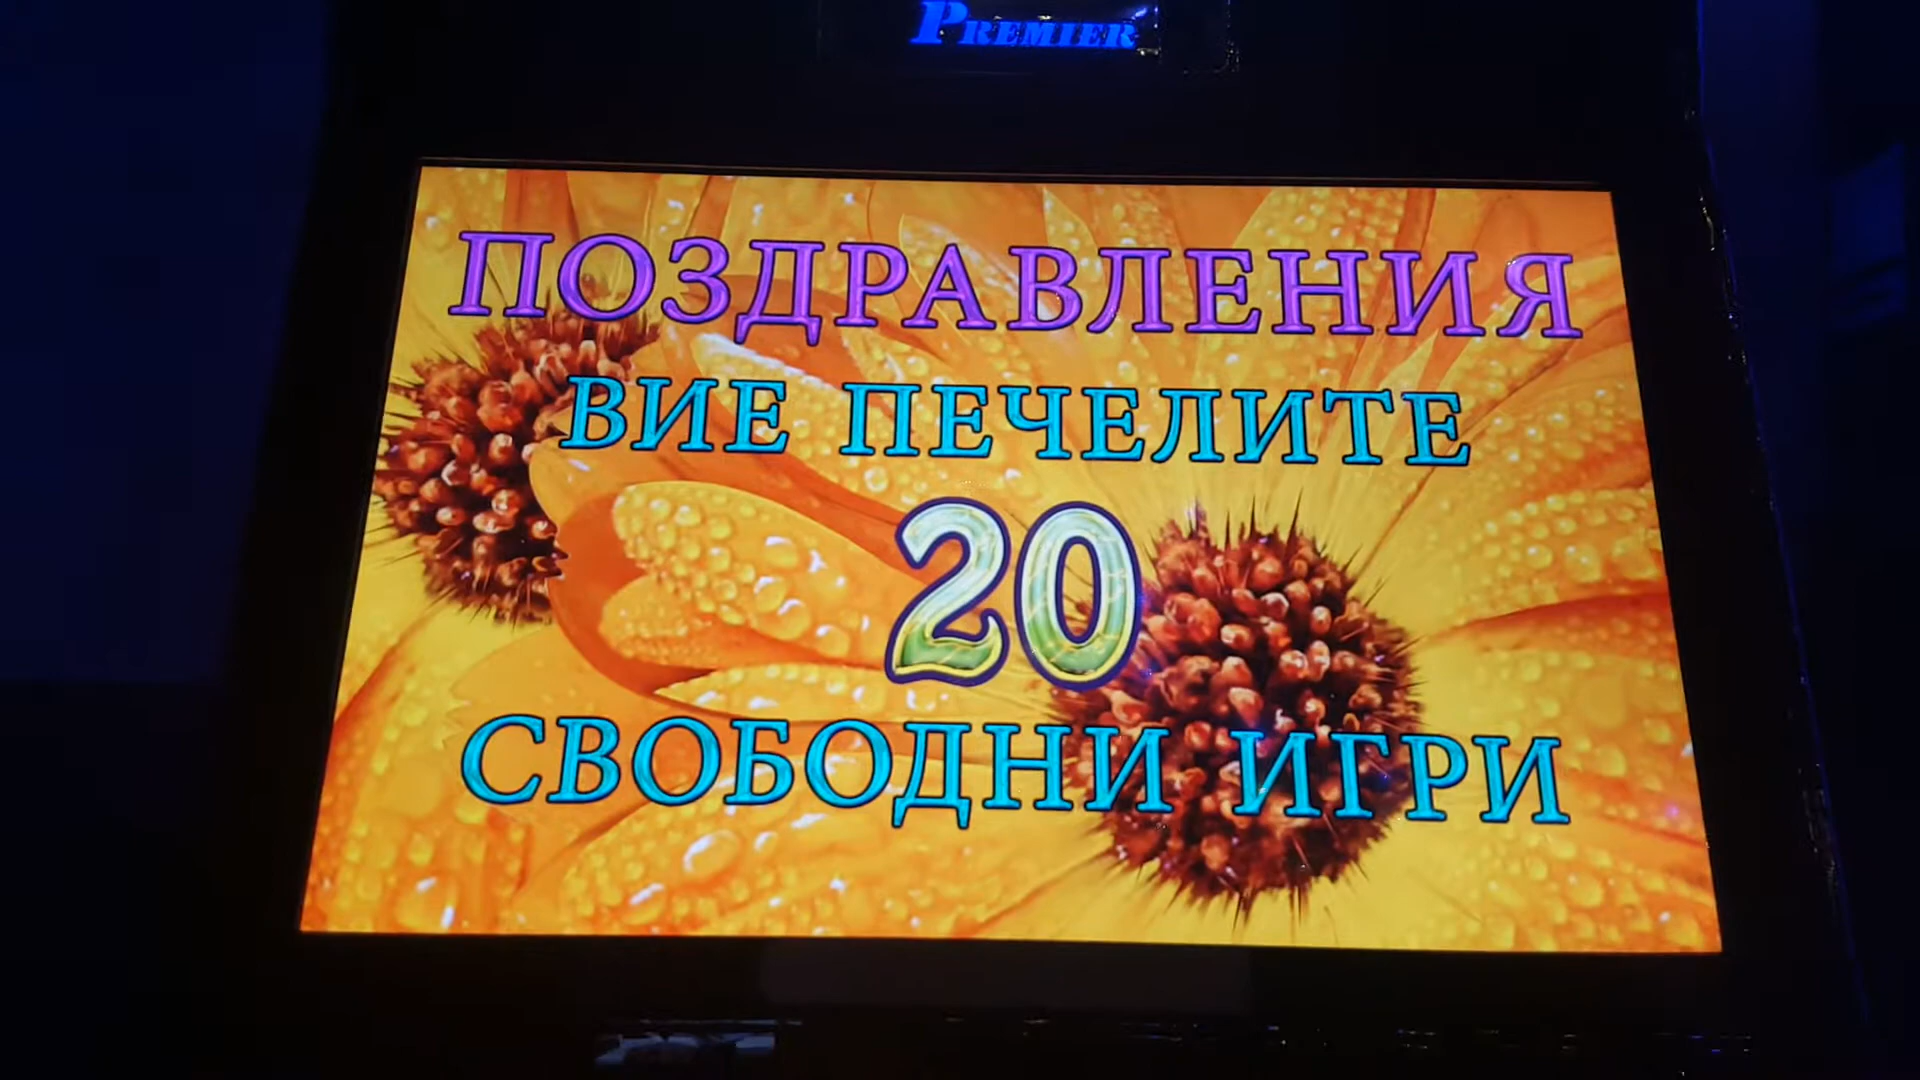 PREMIER
ПОЗДРАВЛЕНИЯ
ВИЕ ПЕЧЕЛИТЕ
20
СВОБОДНИ ИГРИ